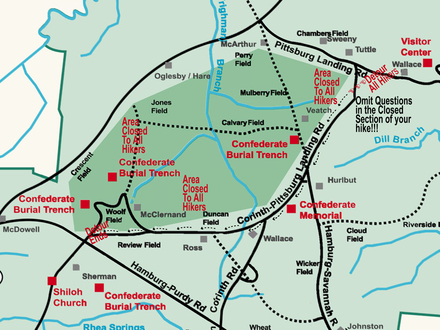 Brighman
Branch
McArthur
Chambers Field
Sweeney
Tuttle
Visitor
Center
Wallace
Pittsburg Landing Rd
Detour
All Hikers
Perry
Field
Oglesby / Hare
Mulberry Field
Area
Closed
To All
Hikers
Jones
Field
Omit Questions
in the Closed
Section of your
hike!!!
Veatch
Calvary Field
Area
Closed
To All
Hikers
Dill Branch
Confederate
Burial Trench
Crescent
Field
Confederate
Burial Trench
Corinth-Pittsburg Landing Rd
Area
Closed
To All
Hikers
Hurlbut
Confederate
Burial Trench
Woolf
Field
McClernand
Duncan
Field
Confederate
Memorial
McDowell
Detour
Ends
Review Field
Ross
Wallace
Cloud
Field
Riverside
Hamburg-Purdy Rd
Corinth Rd
Wicker
Field
Hamburg-Savannah R
Sherman
Shiloh
Church
Confederate
Burial Trench
Rhea Springs
Wheat
Johnston